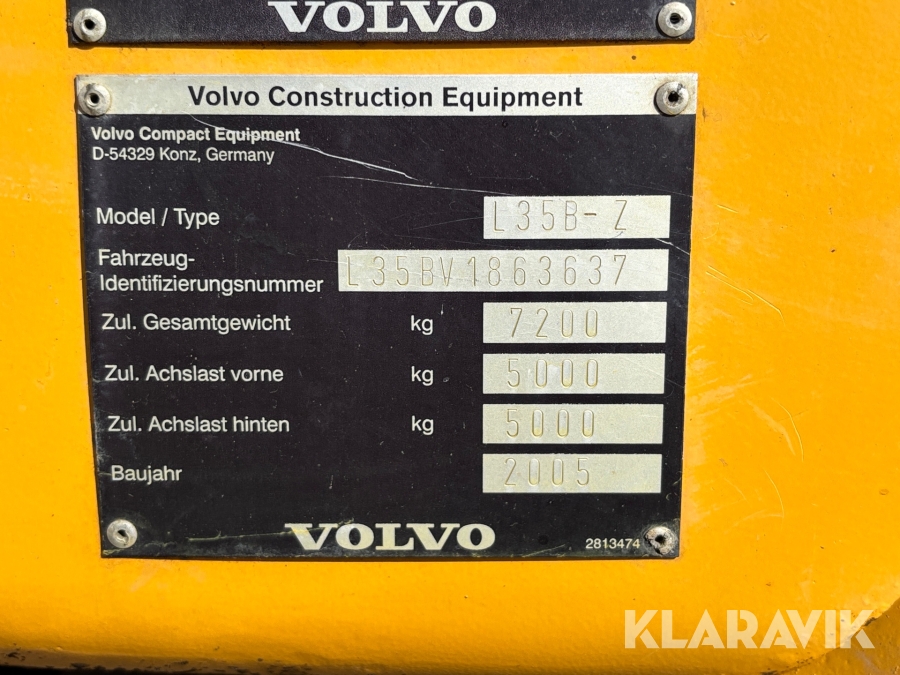 VOLVO
Volvo Construction Equipment
Volvo Compact Equipment
D-54329 Konz, Germany
Model / Type L35B-Z
Fahrzeug-
Identifizierungsnummer L35BV1863637
Zul. Gesamtgewicht kg 7200
Zul. Achslast vorne kg 5000
Zul. Achslast hinten kg 5000
Baujahr 2005
VOLVO 2813474
KLARAVIK